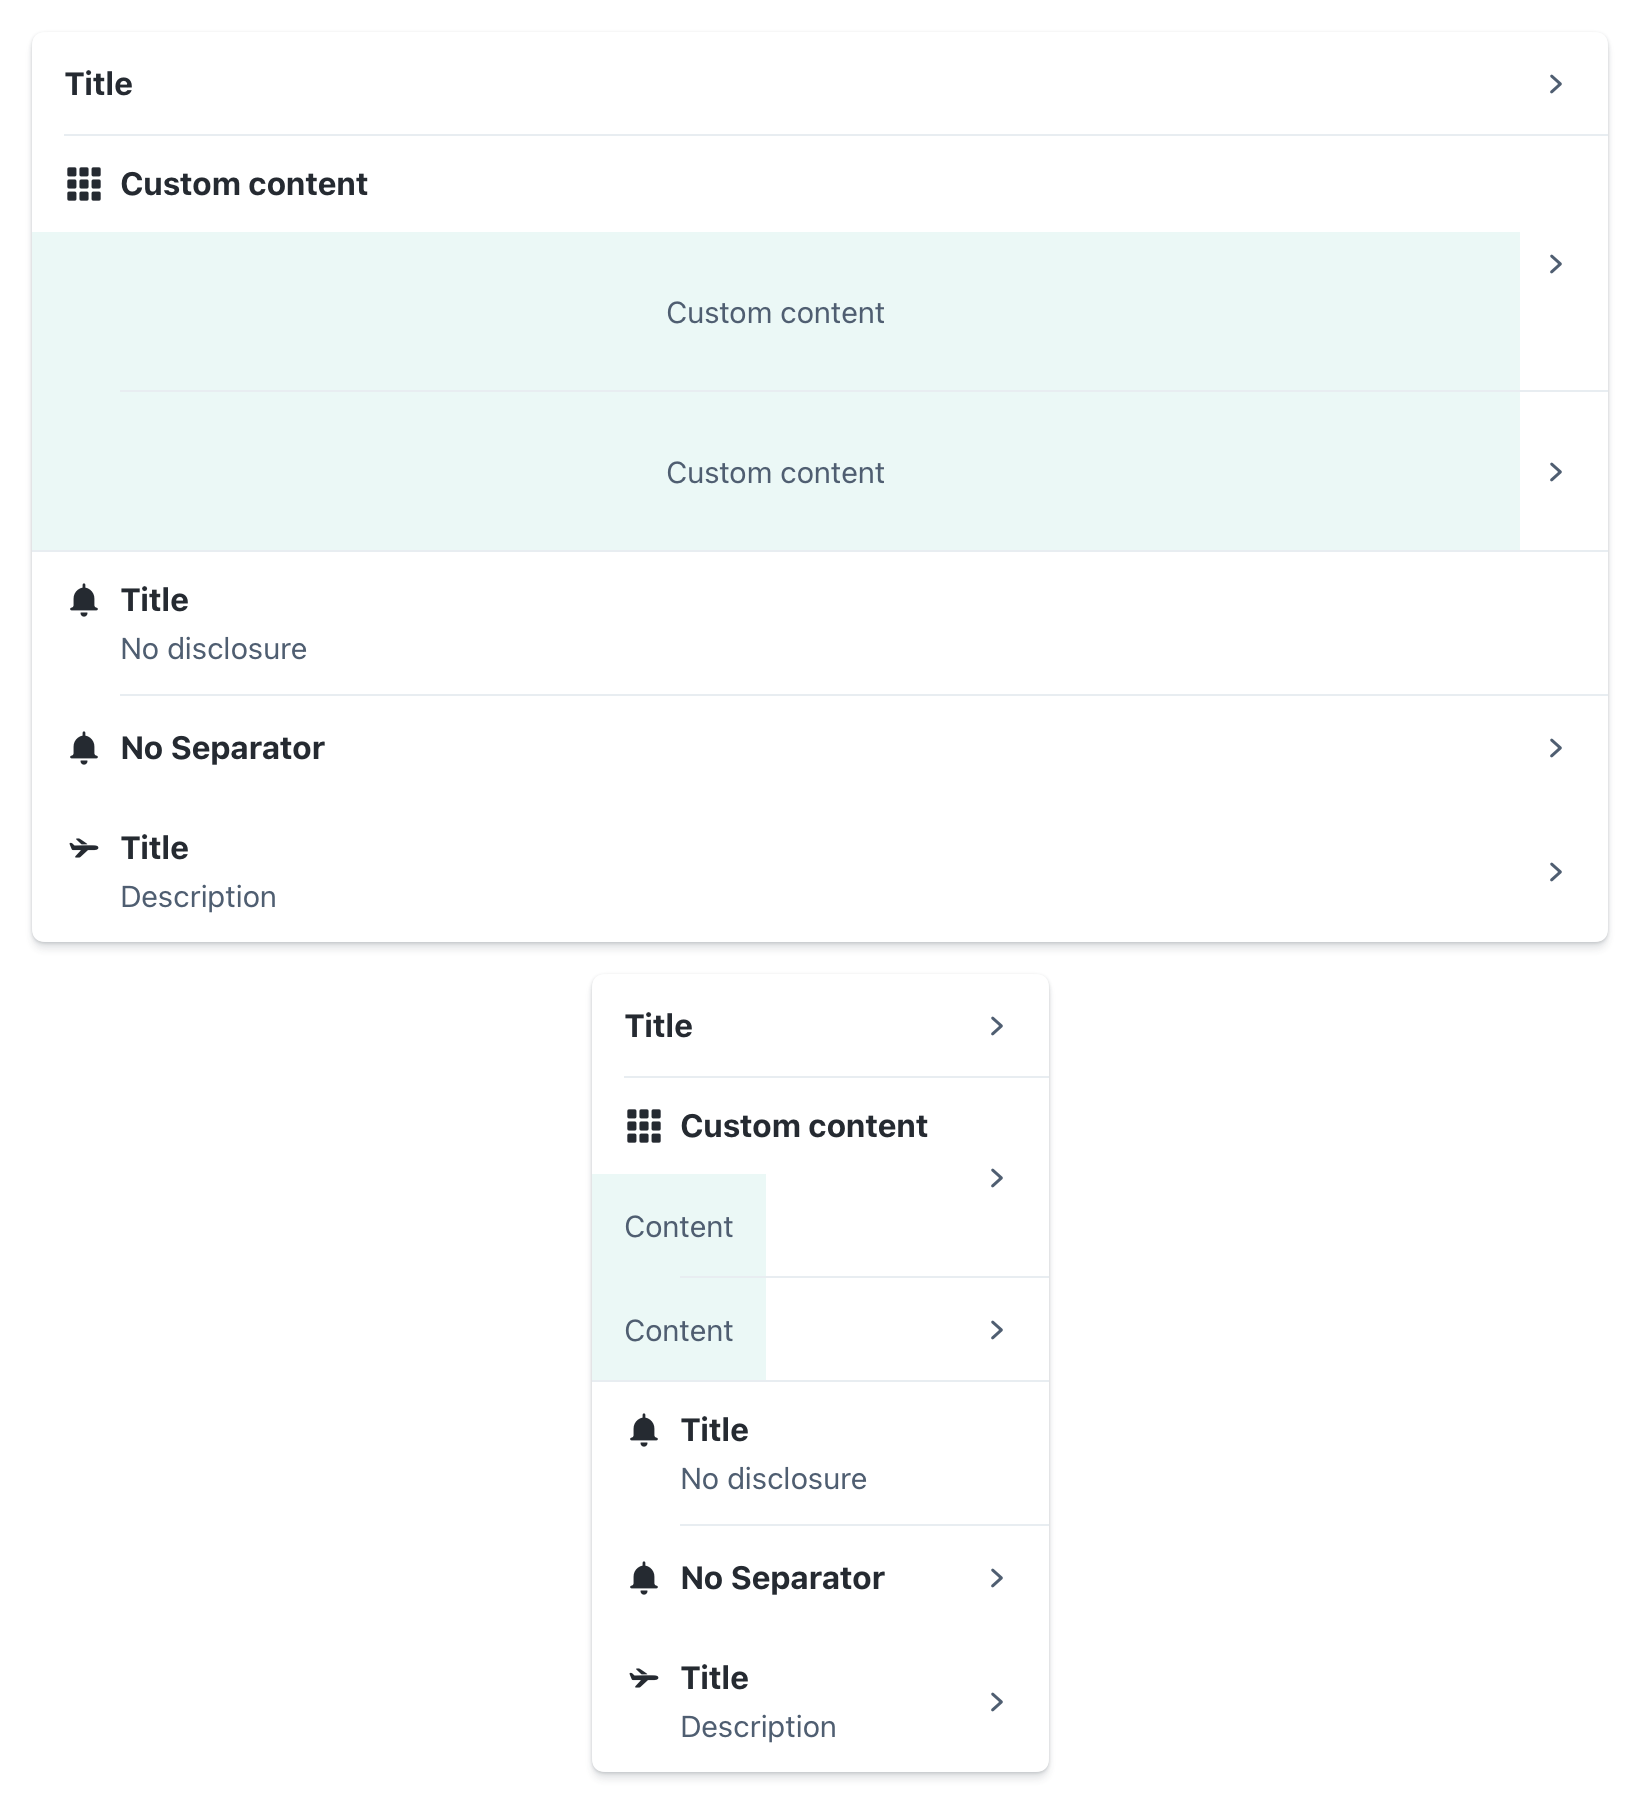 Title
Custom content
Custom content
Custom content
Title
No disclosure
No Separator
Title
Description
Title
Custom content
Content
Content
Title
No disclosure
No Separator
Title
Description